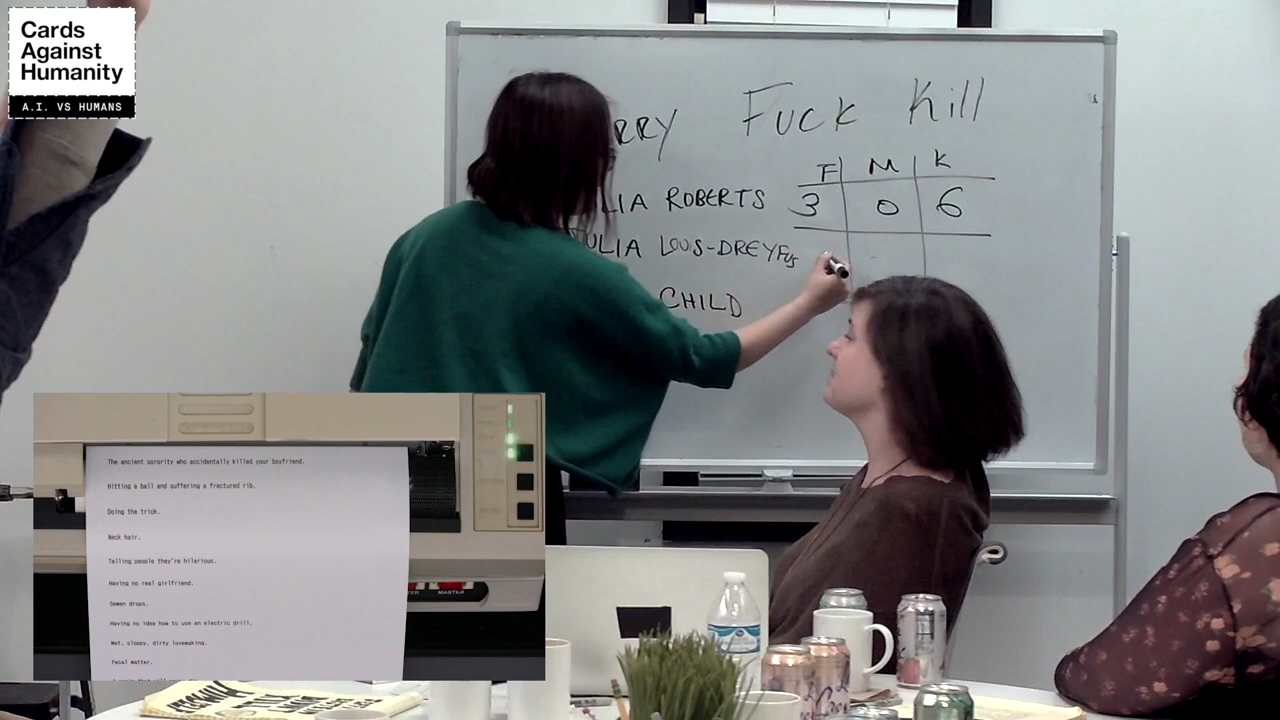 Cards
Against
Humanity
A.I. VS HUMANS
RRY Fuck Kill
F M K
LIA ROBERTS 3 0 6
JULIA LOUS-DREYFUS
CHILD
The ancient sorority who accidentally killed your boyfriend.
Hitting a ball and suffering a fractured rib.
Doing the trick.
Neck hair.
Telling people they're hilarious.
Having no real girlfriend.
Semen drops.
Having no idea how to use an electric drill.
Wet, sloppy, dirty lovemaking.
Fecal matter.
MASTER